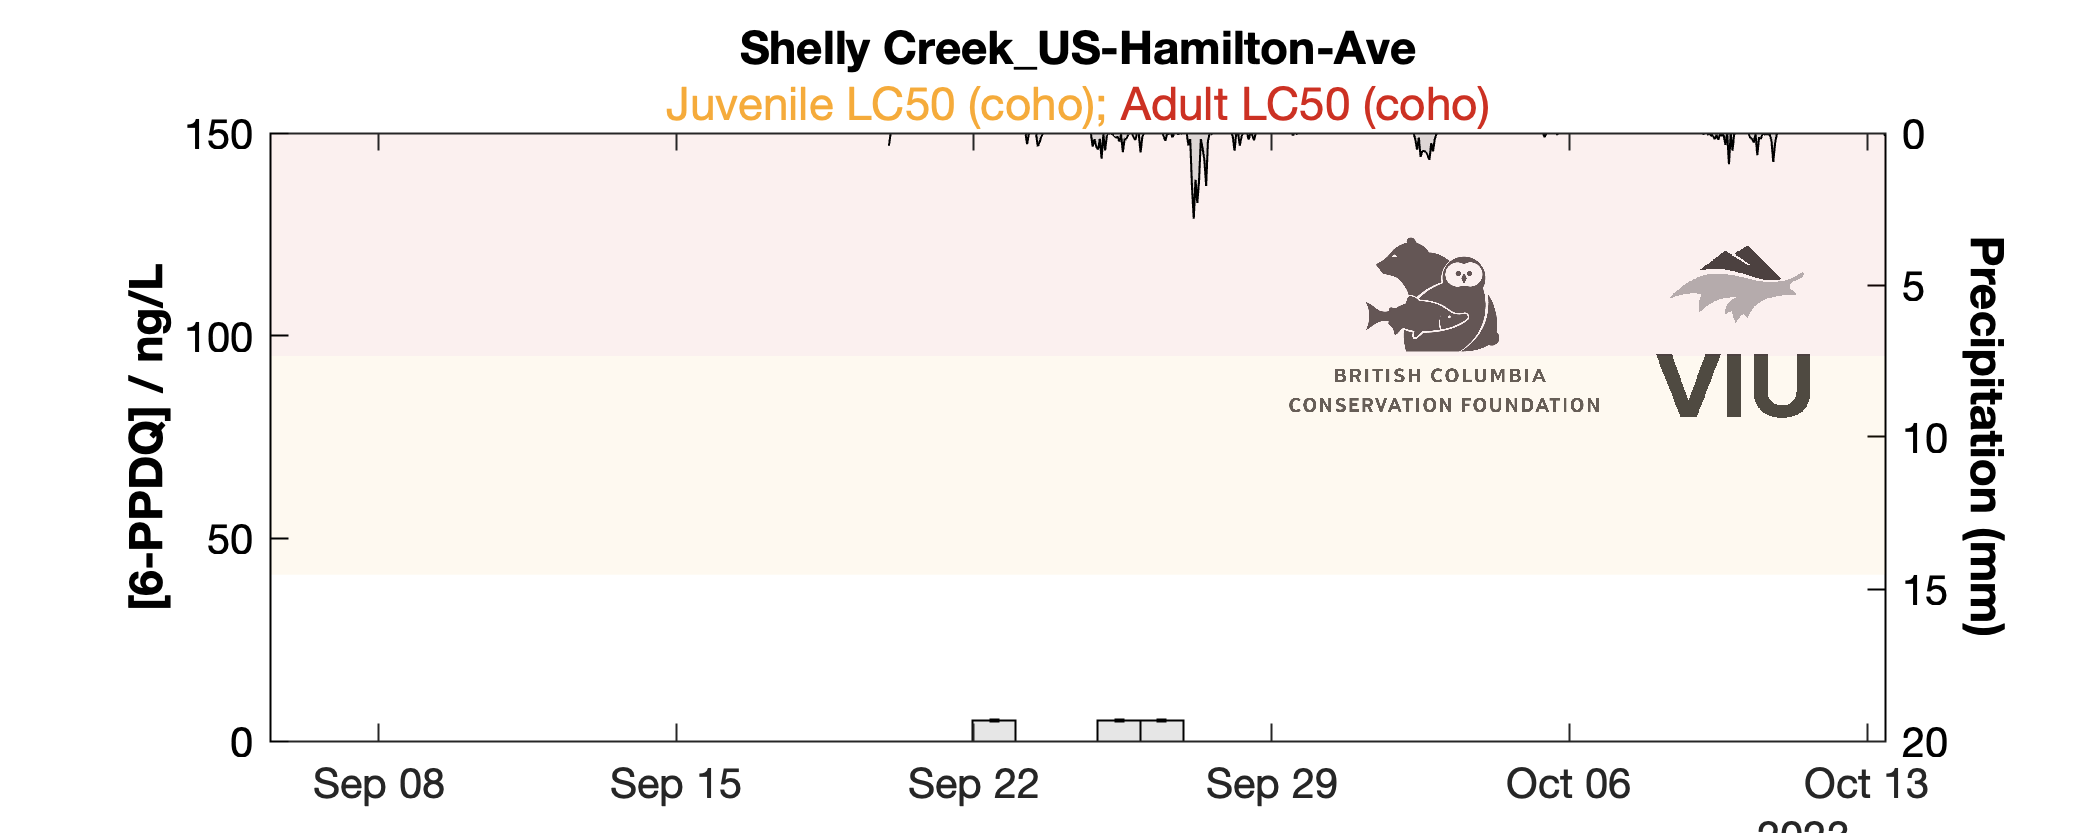 Shelly Creek_US-Hamilton-Ave
Juvenile LC50 (coho); Adult LC50 (coho)
150
100
50
0
[6-PPDQ] / ng/L
0
5
10
15
20
Precipitation (mm)
BRITISH COLUMBIA
CONSERVATION FOUNDATION
VIU
Sep 08
Sep 15
Sep 22
Sep 29
Oct 06
Oct 13